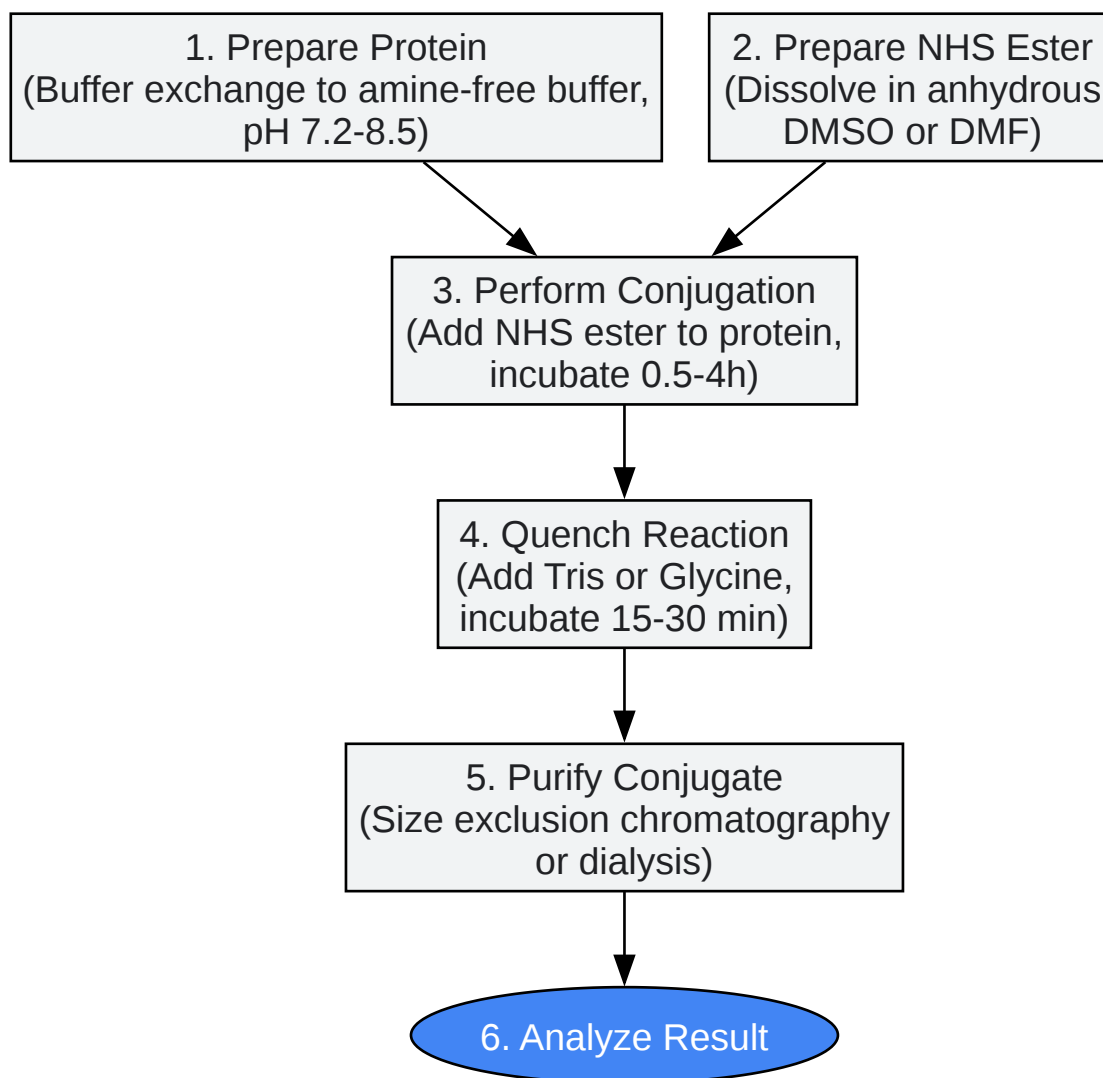 1. Prepare Protein
(Buffer exchange to amine-free buffer,
pH 7.2-8.5)
2. Prepare NHS Ester
(Dissolve in anhydrous
DMSO or DMF)
3. Perform Conjugation
(Add NHS ester to protein,
incubate 0.5-4h)
4. Quench Reaction
(Add Tris or Glycine,
incubate 15-30 min)
5. Purify Conjugate
(Size exclusion chromatography
or dialysis)
6. Analyze Result